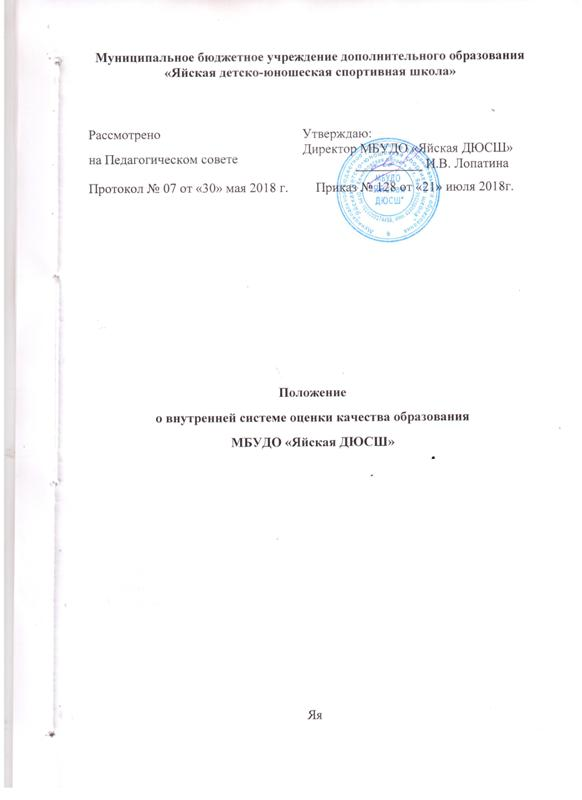 Муниципальное бюджетное учреждение дополнительного образования
«Яйская детско-юношеская спортивная школа»
Рассмотрено
на Педагогическом совете
Протокол № 07 от «30» мая 2018 г.
Утверждаю:
Директор МБУДО «Яйская ДЮСШ»
И.В. Лопатина
Приказ № 128 от «21» июля 2018г.
МБУДО
ДЮСШ"
Положение
о внутренней системе оценки качества образования
МБУДО «Яйская ДЮСШ»
Яя